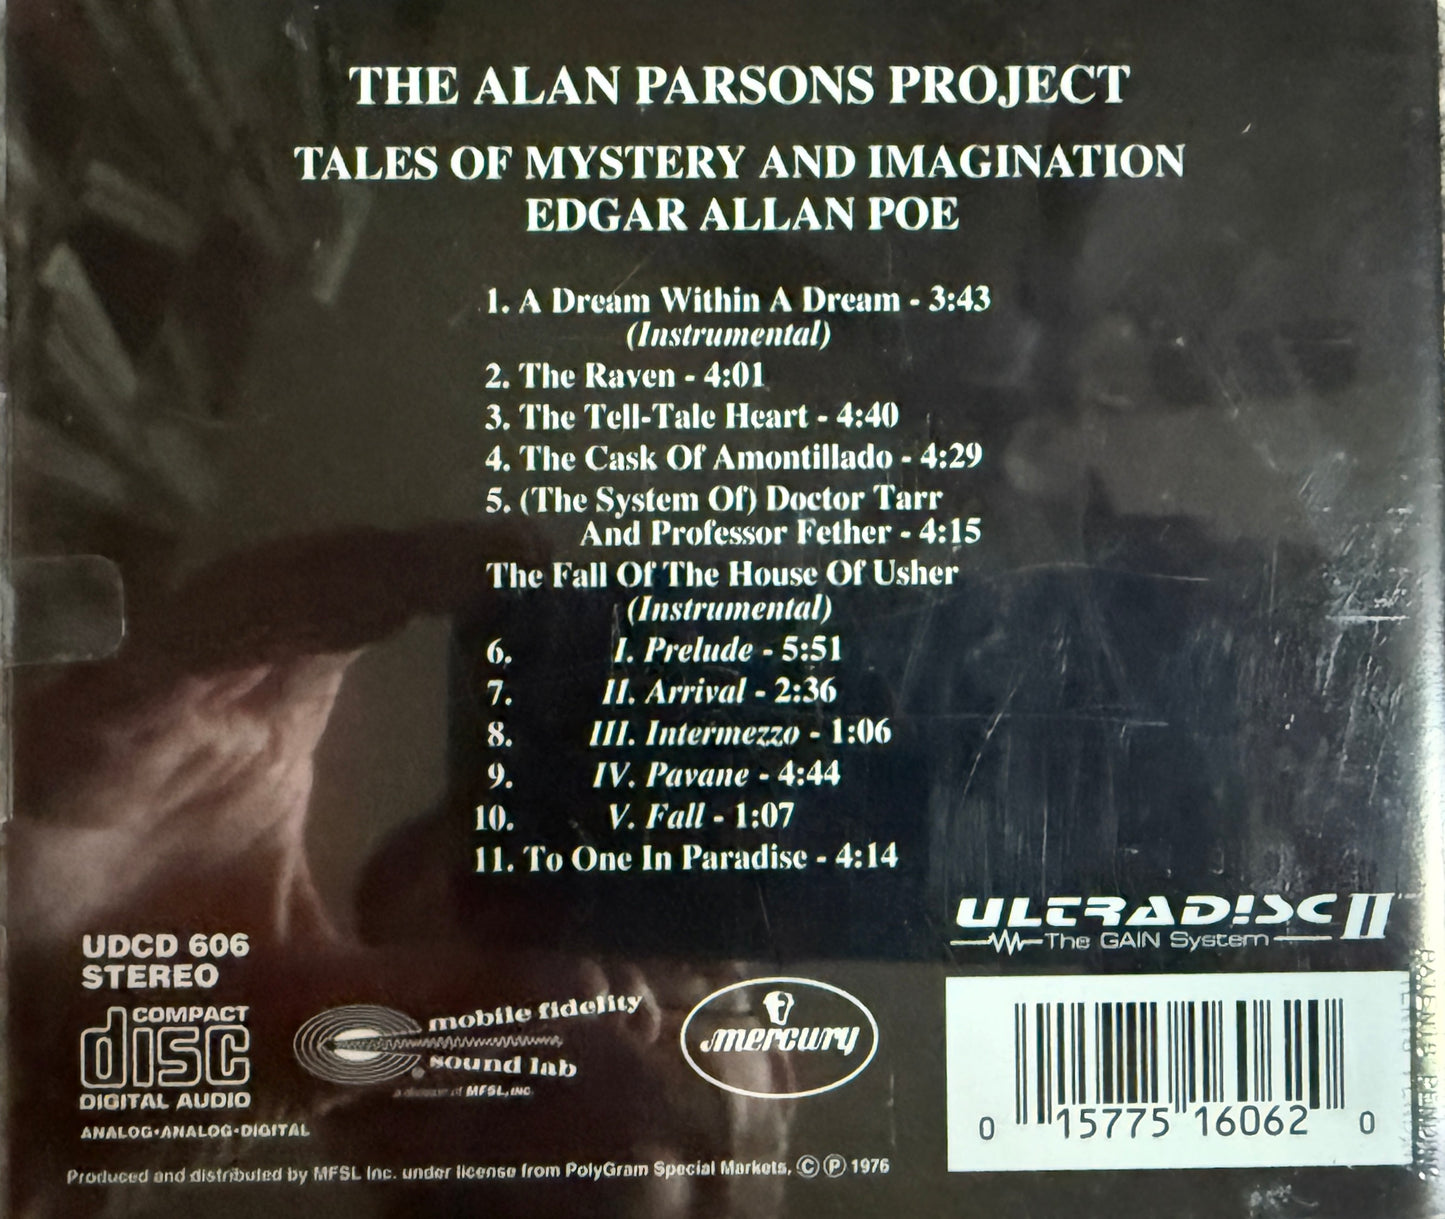 THE ALAN PARSONS PROJECT
TALES OF MYSTERY AND IMAGINATION
EDGAR ALLAN POE
1. A Dream Within A Dream - 3:43
(Instrumental)
2. The Raven - 4:01
3. The Tell-Tale Heart - 4:40
4. The Cask Of Amontillado - 4:29
5. (The System Of) Doctor Tarr
And Professor Fether - 4:15
The Fall Of The House Of Usher
(Instrumental)
6. I. Prelude - 5:51
7. II. Arrival - 2:36
8. III. Intermezzo - 1:06
9. IV. Pavane - 4:44
10. V. Fall - 1:07
11. To One In Paradise - 4:14
ULTRADISC II
The GAIN System
UDCD 606
STEREO
COMPACT
disc
DIGITAL AUDIO
ANALOG•ANALOG•DIGITAL
mobile fidelity
sound lab
a division of MFSL, INC.
mercury
0 15775 16062 0
Produced and distributed by MFSL Inc. under license from PolyGram Special Markets, © ℗ 1976